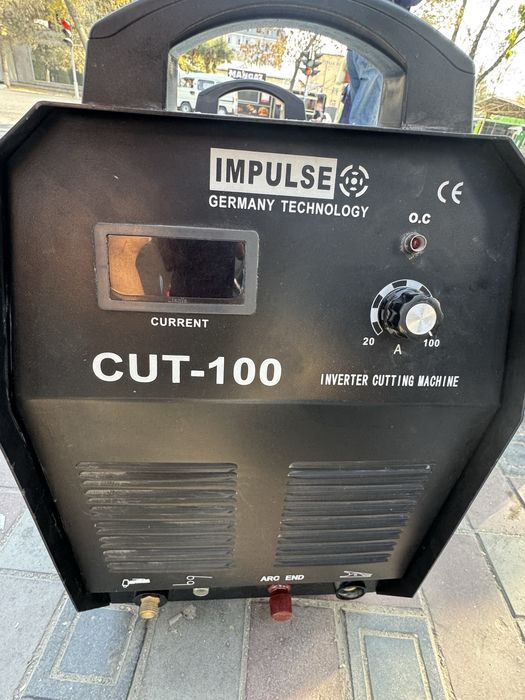 IMPULSE
GERMANY TECHNOLOGY
CE
O.C
CURRENT
20 A 100
CUT-100
INVERTER CUTTING MACHINE
ARC END